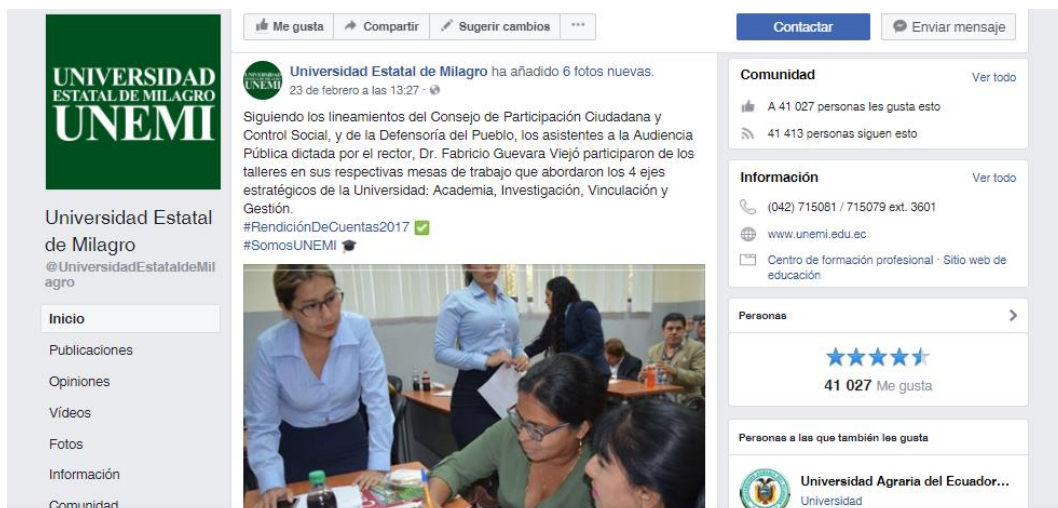 UNIVERSIDAD
ESTATAL DE MILAGRO
UNEMI
Universidad Estatal
de Milagro
@UniversidadEstataldeMil
agro
Inicio
Publicaciones
Opiniones
Vídeos
Fotos
Información
Comunidad
Me gusta Compartir Sugerir cambios ...
Universidad Estatal de Milagro ha añadido 6 fotos nuevas.
23 de febrero a las 13:27 ·
Siguiendo los lineamientos del Consejo de Participación Ciudadana y
Control Social, y de la Defensoría del Pueblo, los asistentes a la Audiencia
Pública dictada por el rector, Dr. Fabricio Guevara Viejó participaron de los
talleres en sus respectivas mesas de trabajo que abordaron los 4 ejes
estratégicos de la Universidad: Academia, Investigación, Vinculación y
Gestión.
#RendiciónDeCuentas2017
#SomosUNEMI
Contactar Enviar mensaje
Comunidad Ver todo
A 41 027 personas les gusta esto
41 413 personas siguen esto
Información Ver todo
(042) 715081 / 715079 ext. 3601
www.unemi.edu.ec
Centro de formación profesional · Sitio web de
educación
Personas
41 027 Me gusta
Personas a las que también les gusta
Universidad Agraria del Ecuador...
Universidad